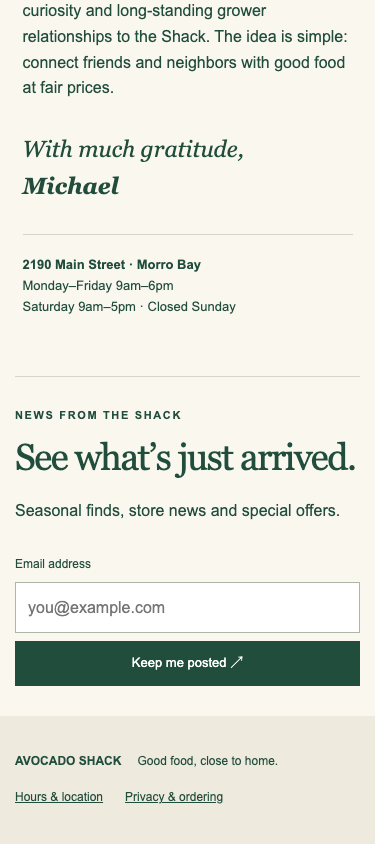 curiosity and long-standing grower
relationships to the Shack. The idea is simple:
connect friends and neighbors with good food
at fair prices.
With much gratitude,
Michael
2190 Main Street · Morro Bay
Monday–Friday 9am–6pm
Saturday 9am–5pm · Closed Sunday
NEWS FROM THE SHACK
See what’s just arrived.
Seasonal finds, store news and special offers.
Email address
you@example.com
Keep me posted ↗
AVOCADO SHACK Good food, close to home.
Hours & location Privacy & ordering